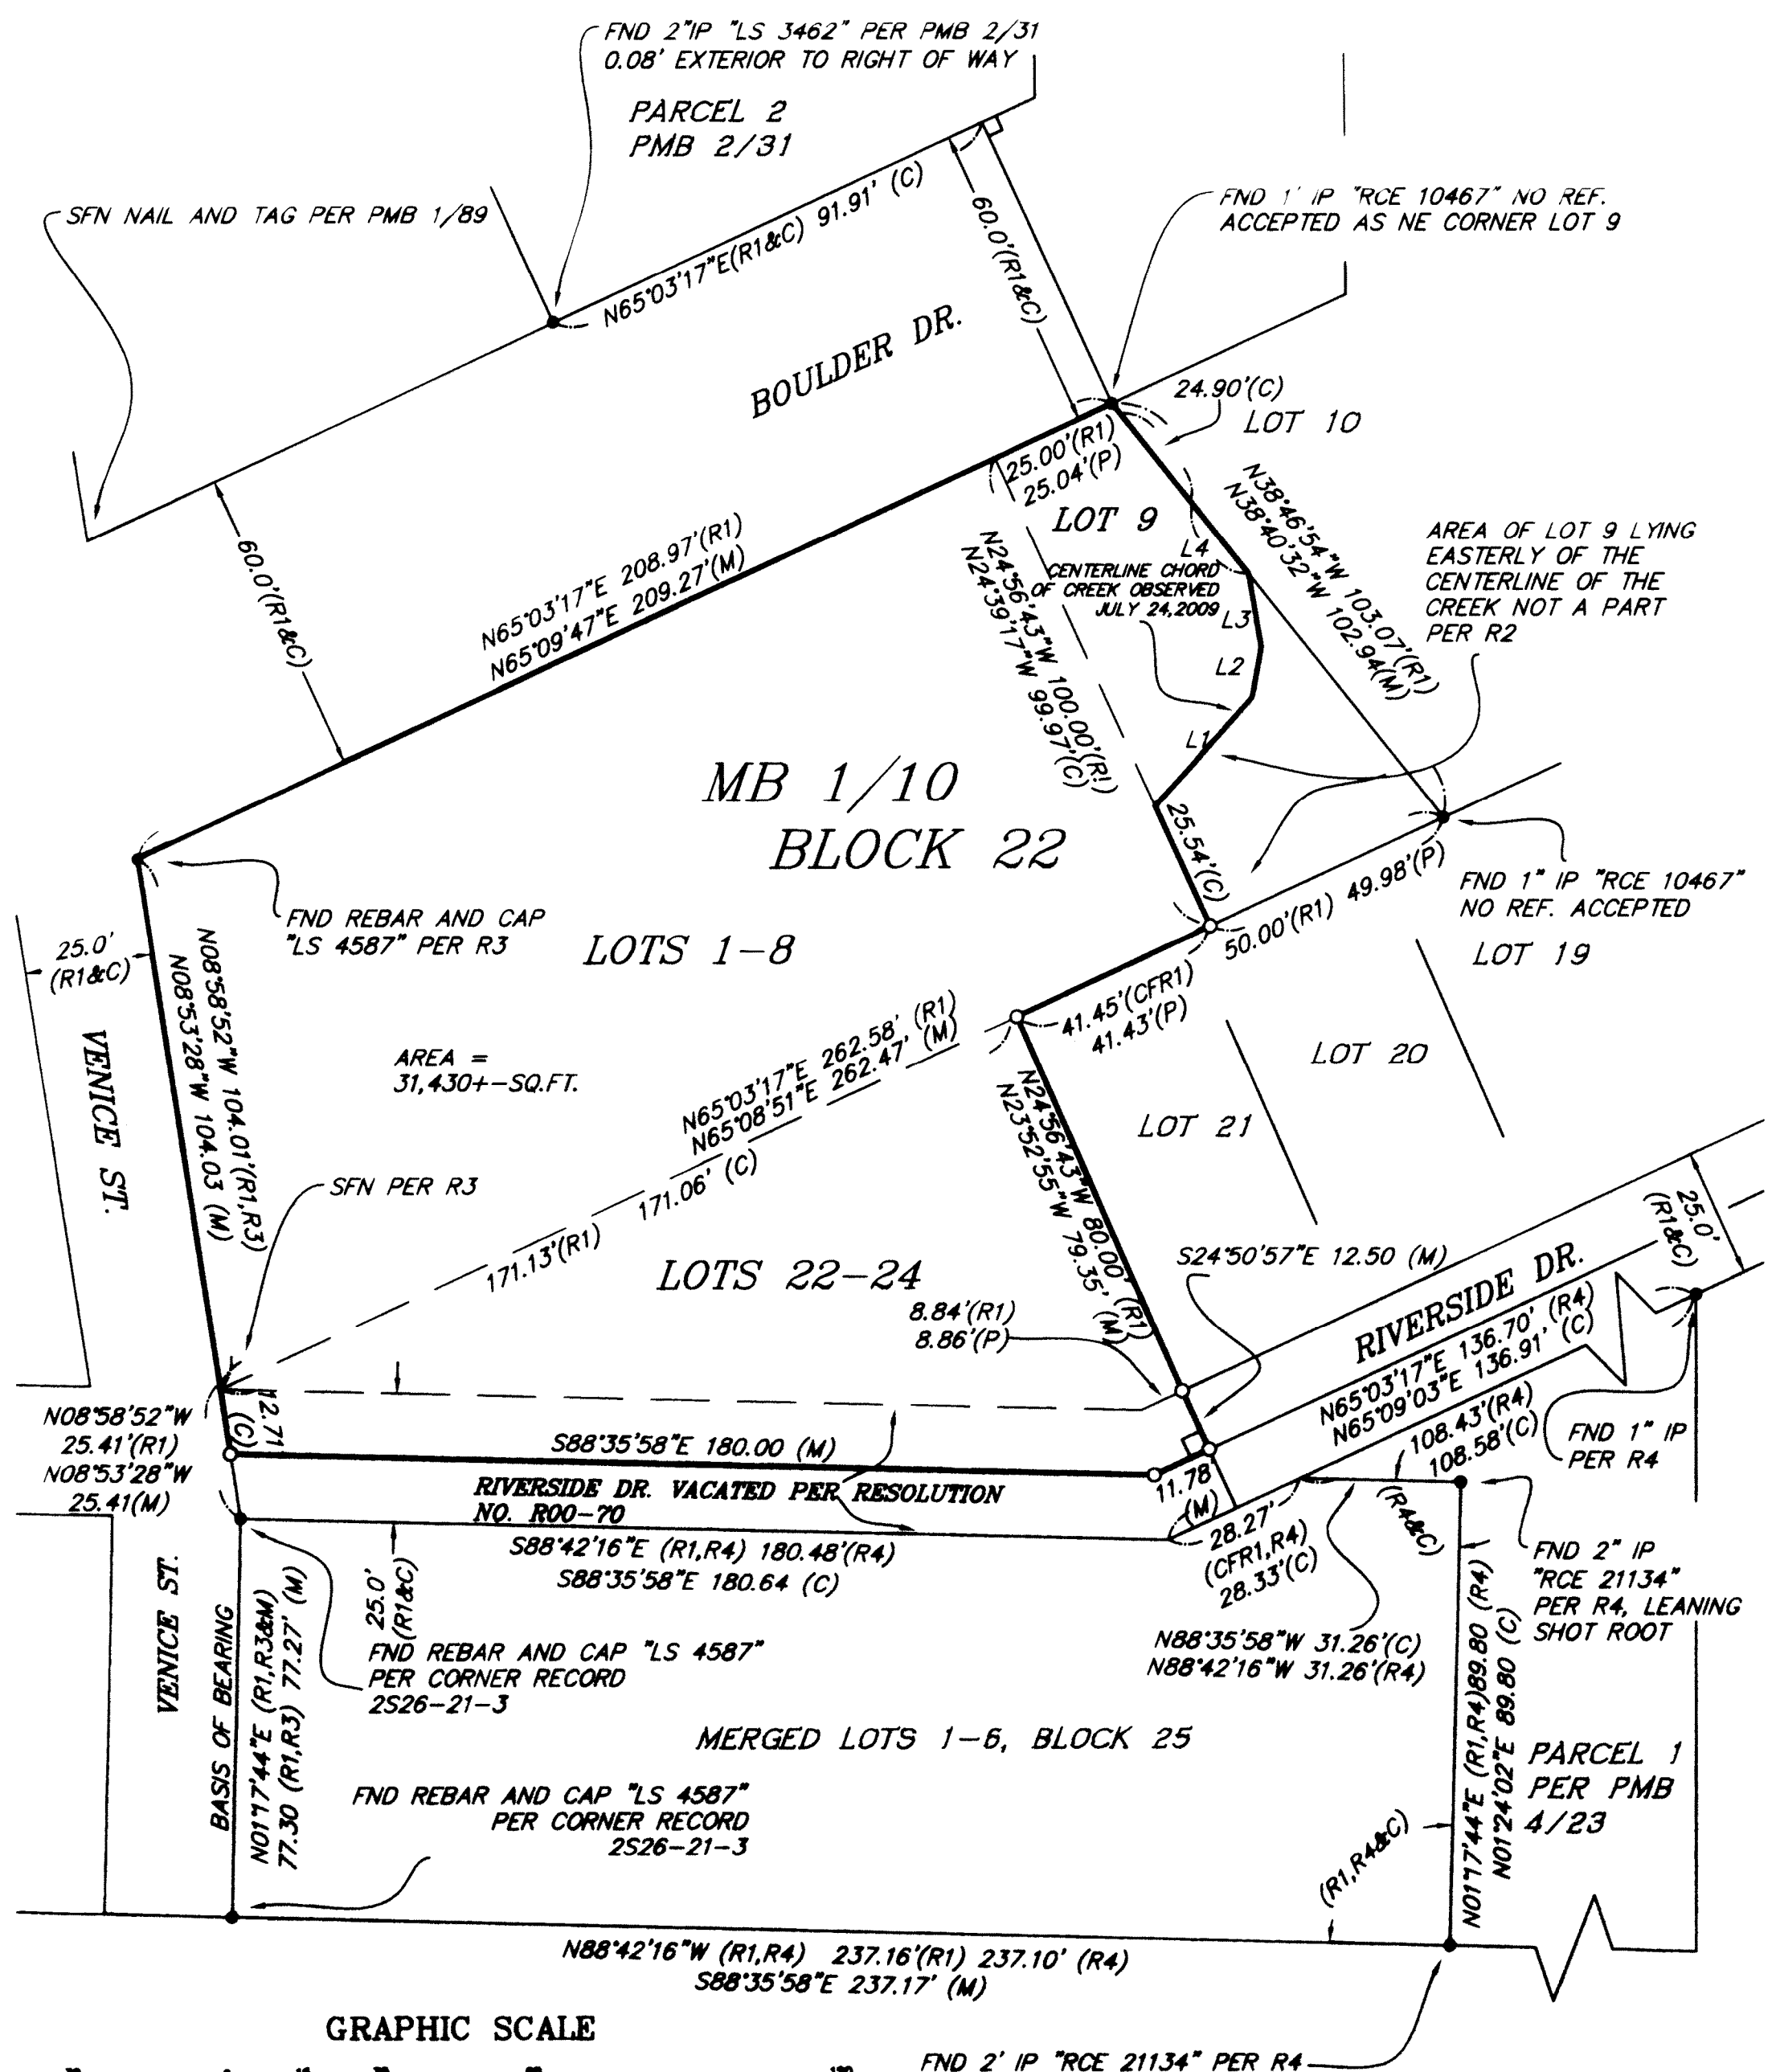 FND 2"IP "LS 3462" PER PMB 2/31
0.08' EXTERIOR TO RIGHT OF WAY
PARCEL 2
PMB 2/31
SFN NAIL AND TAG PER PMB 1/89
FND 1' IP "RCE 10467" NO REF.
ACCEPTED AS NE CORNER LOT 9
N65°03'17"E(R1&C) 91.91' (C)
60.0'(R1&C)
BOULDER DR.
24.90'(C)
LOT 10
25.00'(R1)
25.04'(P)
LOT 9
N38°46'54"W 103.07'(R1)
N38°40'32"W 102.94(M)
AREA OF LOT 9 LYING
EASTERLY OF THE
CENTERLINE OF THE
CREEK NOT A PART
PER R2
60.0'(R1&C)
N65°03'17"E 208.97'(R1)
N65°09'47"E 209.27'(M)
L4
CENTERLINE CHORD
OF CREEK OBSERVED
JULY 24,2009
L3
L2
L1
N24°56'43"W 100.00'(R!)
N24°39'17"W 99.97'(C)
MB 1/10
BLOCK 22
25.54'(C)
50.00'(R1) 49.98'(P)
FND 1" IP "RCE 10467"
NO REF. ACCEPTED
LOT 19
FND REBAR AND CAP
"LS 4587" PER R3
LOTS 1-8
25.0'
(R1&C)
N08°58'52"W 104.01'(R1,R3)
N08°53'28"W 104.03 (M)
VENICE ST.
41.45'(CFR1)
41.43'(P)
LOT 20
AREA =
31,430+-SQ.FT.
N65°03'17"E 262.58' (R1)
N65°08'51"E 262.47' (M)
LOT 21
N24°56'43"W 80.00' (R1)
N23°52'55"W 79.35' (M)
SFN PER R3
171.13'(R1)
171.06' (C)
25.0'
(R1&C)
LOTS 22-24
S24°50'57"E 12.50 (M)
8.84'(R1)
8.86'(P)
RIVERSIDE DR.
N65°03'17"E 136.70' (R4)
N65°09'03"E 136.91' (C)
108.43'(R4)
108.58'(C)
FND 1" IP
PER R4
N08°58'52"W
25.41'(R1)
N08°53'28"W
25.41(M)
12.71
(C)
S88°35'58"E 180.00 (M)
11.78
(M)
RIVERSIDE DR. VACATED PER RESOLUTION
NO. R00-70
S88°42'16"E (R1,R4) 180.48'(R4)
S88°35'58"E 180.64 (C)
28.27'
(CFR1,R4)
28.33'(C)
(R4&C)
FND 2" IP
"RCE 21134"
PER R4, LEANING
SHOT ROOT
VENICE ST.
25.0'
(R1&C)
FND REBAR AND CAP "LS 4587"
PER CORNER RECORD
2S26-21-3
N88°35'58"W 31.26'(C)
N88°42'16"W 31.26'(R4)
BASIS OF BEARING
N01°17'44"E (R1,R3&M)
77.30 (R1,R3) 77.27' (M)
MERGED LOTS 1-6, BLOCK 25
N01°17'44"E (R1,R4)89.80 (R4)
N01°24'02"E 89.80 (C)
PARCEL 1
PER PMB
4/23
FND REBAR AND CAP "LS 4587"
PER CORNER RECORD
2S26-21-3
(R1,R4&C)
N88°42'16"W (R1,R4) 237.16'(R1) 237.10' (R4)
S88°35'58"E 237.17' (M)
GRAPHIC SCALE
FND 2' IP "RCE 21134" PER R4